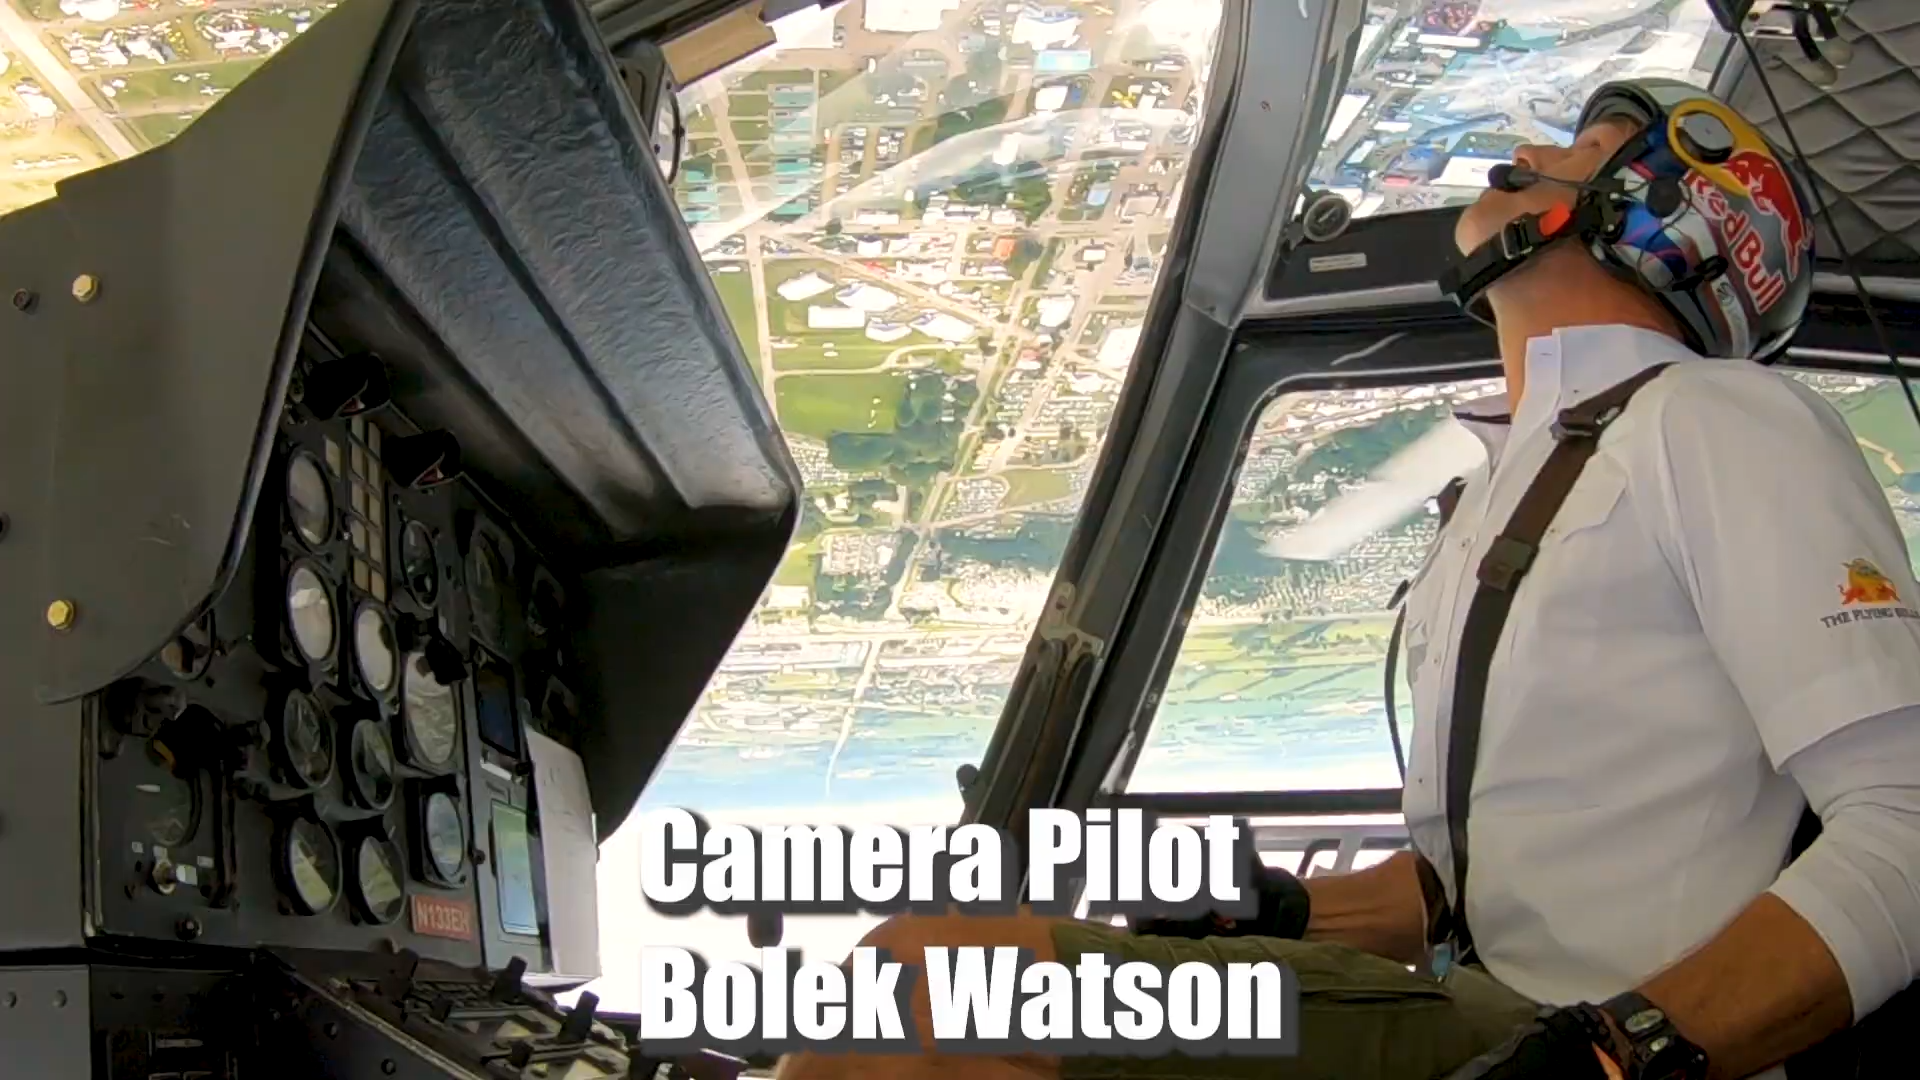 Red Bull
THE FLYING BULLS
N133EH
Camera Pilot
Bolek Watson